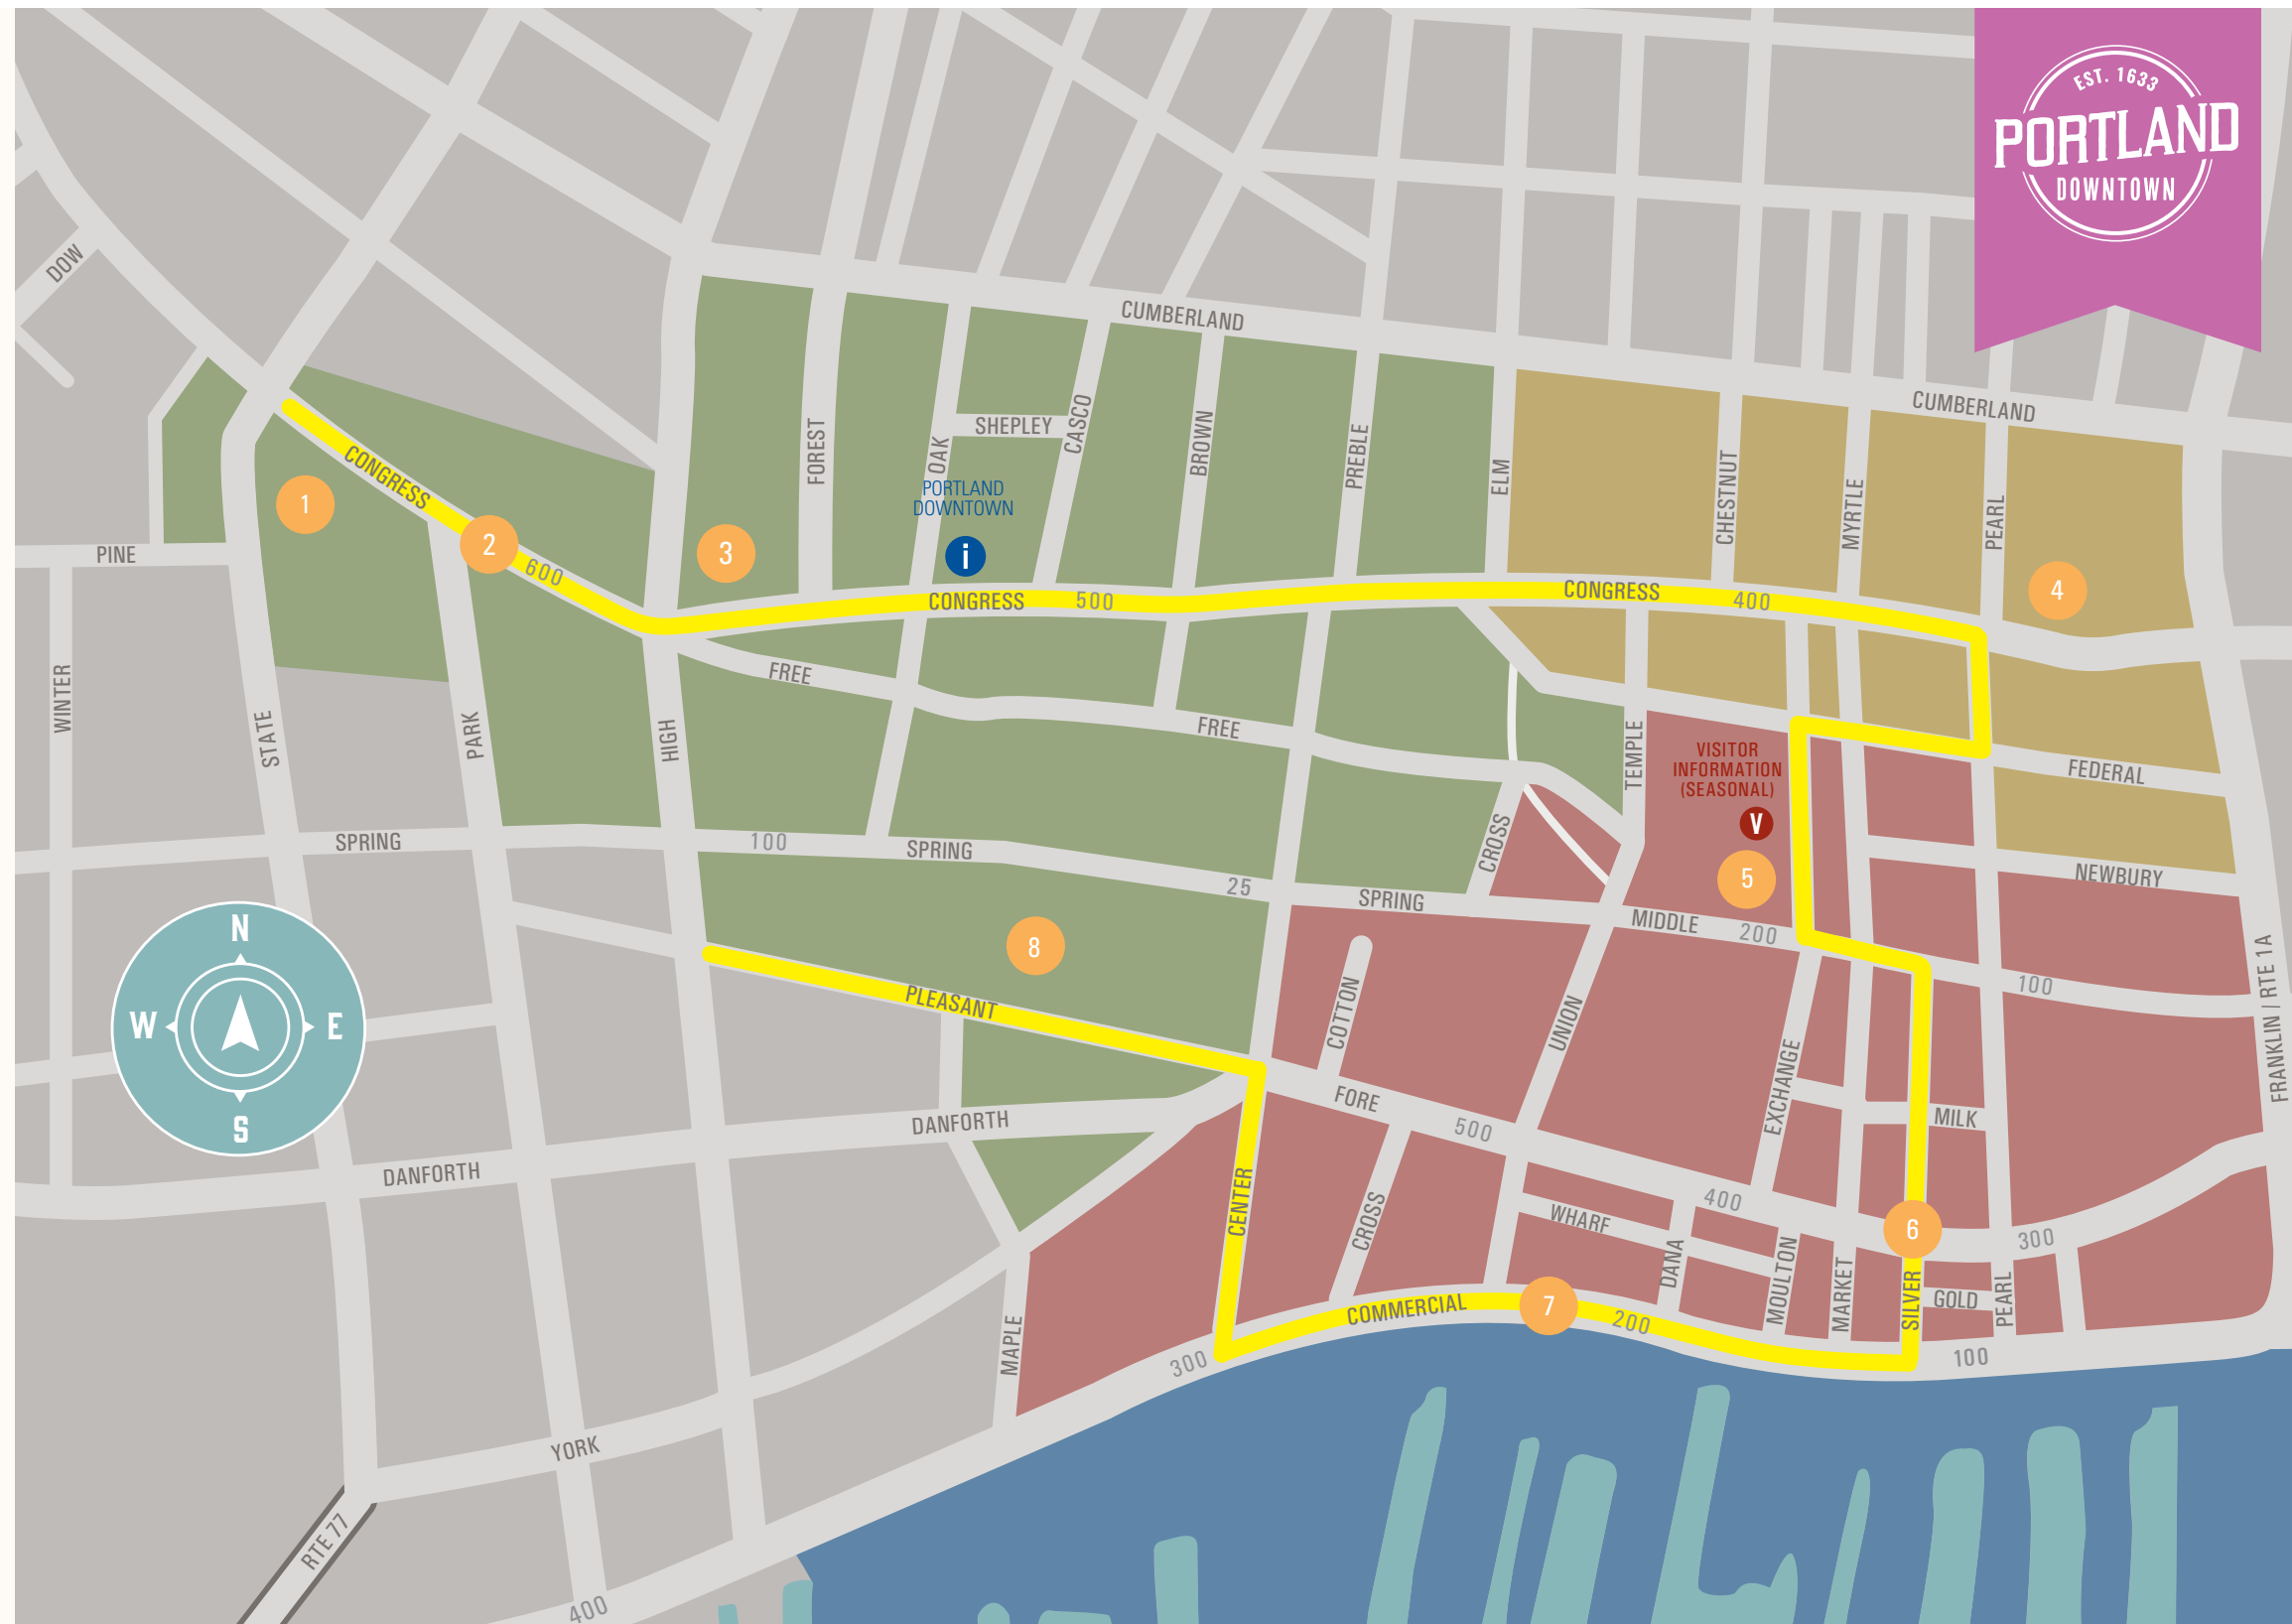 EST. 1633
PORTLAND
DOWNTOWN
DOW
CUMBERLAND
CUMBERLAND
CONGRESS
FOREST
OAK
SHEPLEY
CASCO
BROWN
PREBLE
ELM
CHESTNUT
MYRTLE
PEARL
PORTLAND
DOWNTOWN
i
1
2
3
4
PINE
600
CONGRESS
500
CONGRESS
400
WINTER
STATE
PARK
HIGH
FREE
FREE
TEMPLE
VISITOR
INFORMATION
(SEASONAL)
V
FEDERAL
SPRING
100
SPRING
25
SPRING
CROSS
5
NEWBURY
MIDDLE
200
100
N
W
E
S
8
PLEASANT
COTTON
UNION
EXCHANGE
FRANKLIN / RTE 1A
DANFORTH
DANFORTH
FORE
500
MILK
CENTER
CROSS
WHARF
400
DANA
MOULTON
MARKET
6
SILVER
GOLD
PEARL
300
MAPLE
300
COMMERCIAL
7
200
100
YORK
RTE 77
400